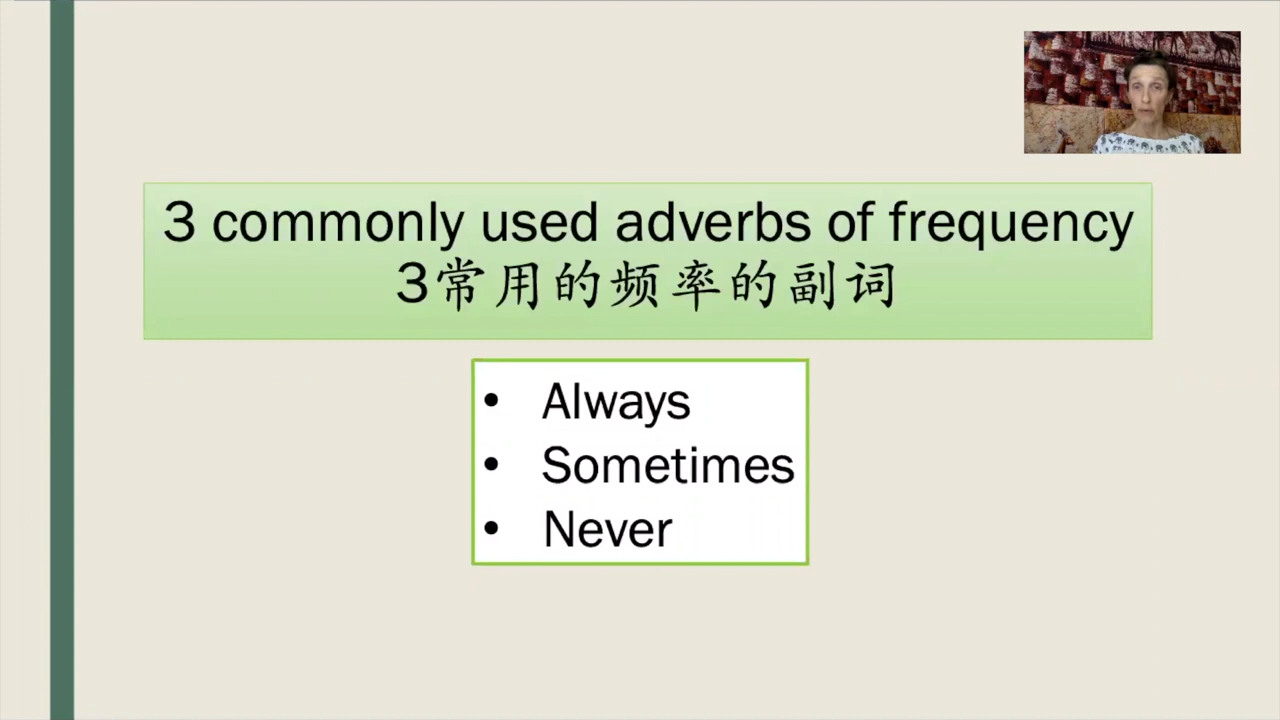 3 commonly used adverbs of frequency
3常用的频率的副词
• Always
• Sometimes
• Never